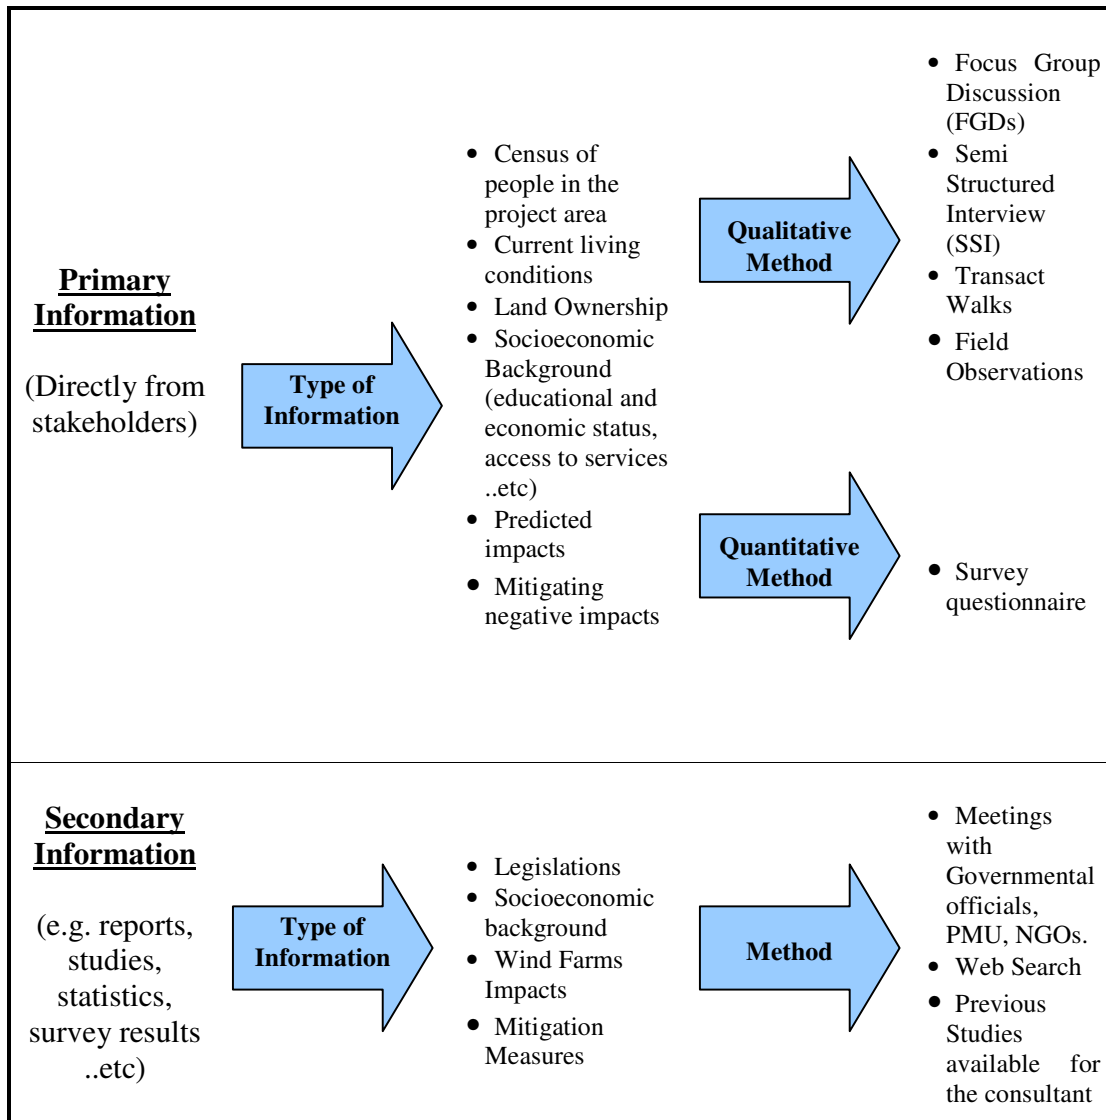 Primary
Information
(Directly from
stakeholders)
Type of
Information
• Census of
people in the
project area
• Current living
conditions
• Land Ownership
• Socioeconomic
Background
(educational and
economic status,
access to services
..etc)
• Predicted
impacts
• Mitigating
negative impacts
Qualitative
Method
• Focus Group
Discussion
(FGDs)
• Semi
Structured
Interview
(SSI)
• Transact
Walks
• Field
Observations
Quantitative
Method
• Survey
questionnaire
Secondary
Information
(e.g. reports,
studies,
statistics,
survey results
..etc)
Type of
Information
• Legislations
• Socioeconomic
background
• Wind Farms
Impacts
• Mitigation
Measures
Method
• Meetings
with
Governmental
officials,
PMU, NGOs.
• Web Search
• Previous
Studies
available for
the consultant